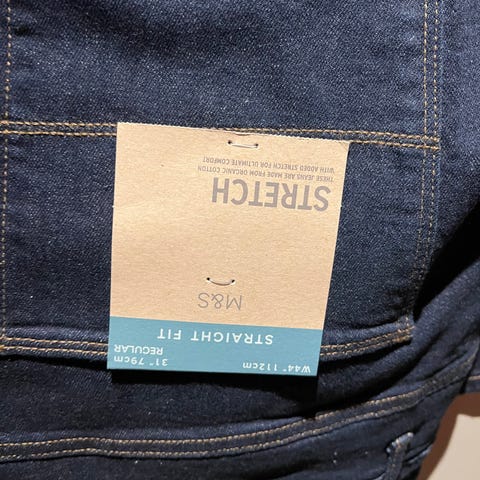 W44" 112cm
31" 79cm
REGULAR
STRAIGHT FIT
M&S
STRETCH
THESE JEANS ARE MADE FROM ORGANIC COTTON
WITH ADDED STRETCH FOR ULTIMATE COMFORT